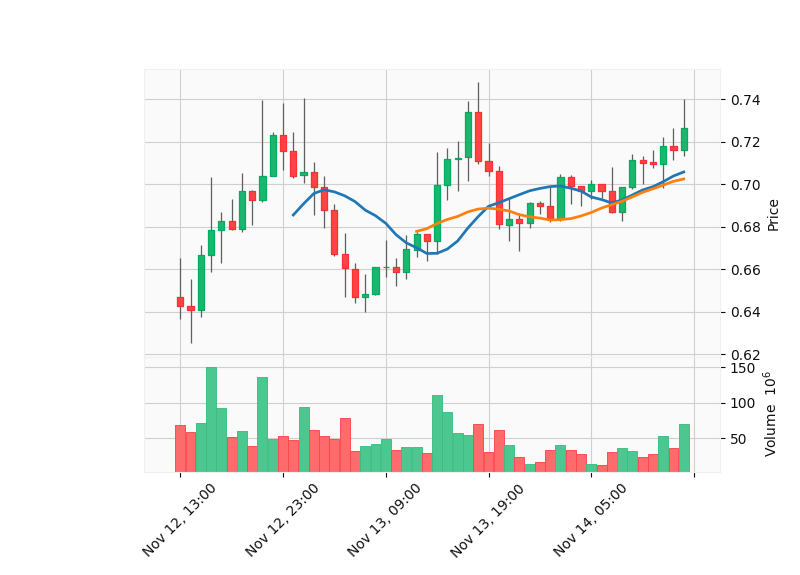 0.74
0.72
0.70
0.68
0.66
0.64
0.62
Price
150
100
50
Volume 10^6
Nov 12, 13:00
Nov 12, 23:00
Nov 13, 09:00
Nov 13, 19:00
Nov 14, 05:00